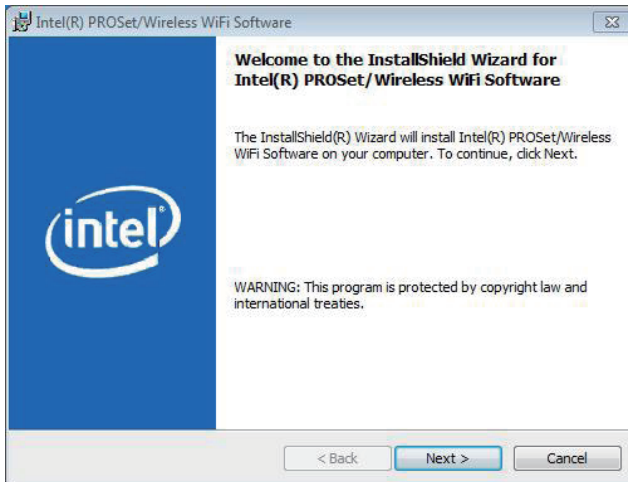 Intel(R) PROSet/Wireless WiFi Software
Welcome to the InstallShield Wizard for
Intel(R) PROSet/Wireless WiFi Software
The InstallShield(R) Wizard will install Intel(R) PROSet/Wireless
WiFi Software on your computer. To continue, click Next.
intel®
WARNING: This program is protected by copyright law and
international treaties.
< Back
Next >
Cancel